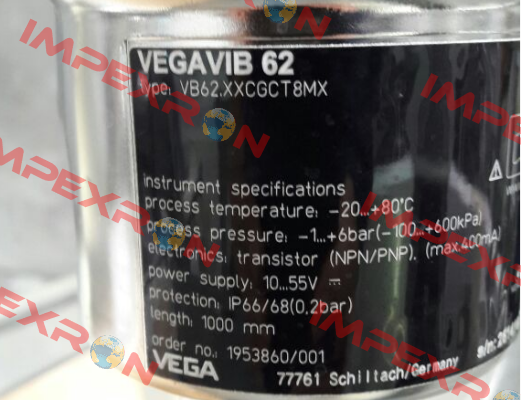 VEGAVIB 62
type: VB62.XXCGCT8MX
instrument specifications
process temperature: -20...+80°C
process pressure: -1...+6bar(-100...+600kPa)
electronics: transistor (NPN/PNP), (max.400mA)
power supply: 10...55V ⎓
protection: IP66/68(0.2bar)
length: 1000 mm
order no.: 1953860/001
s/n:
VEGA
77761 Schiltach/Germany
IMPEXRON
IMPEXRON
IMPEXRON
IMPEXRON
IMPEXRON